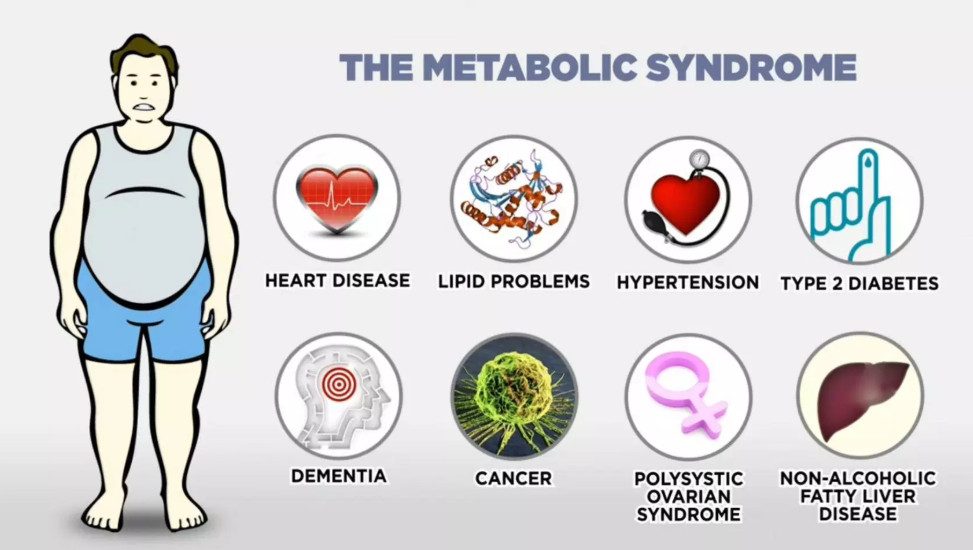 THE METABOLIC SYNDROME
HEART DISEASE
LIPID PROBLEMS
HYPERTENSION
TYPE 2 DIABETES
DEMENTIA
CANCER
POLYSYSTIC
OVARIAN
SYNDROME
NON-ALCOHOLIC
FATTY LIVER
DISEASE